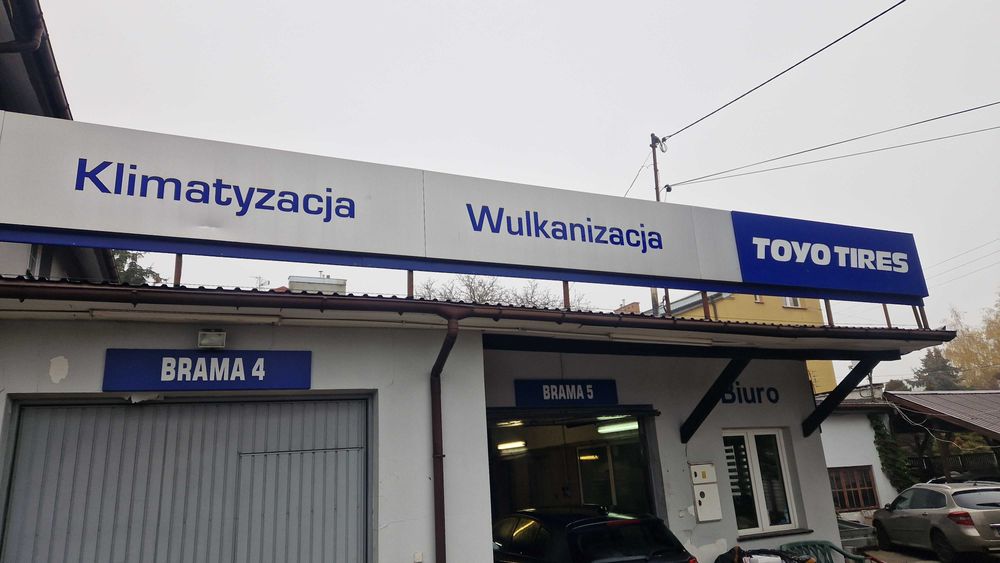 Klimatyzacja
Wulkanizacja
TOYO TIRES
BRAMA 4
BRAMA 5
Biuro